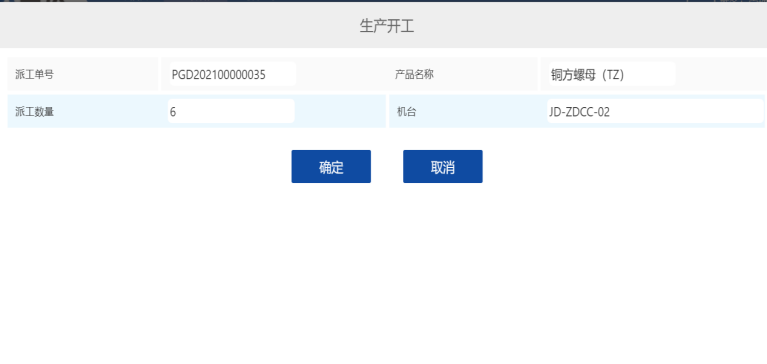 生产开工
派工单号 PGD202100000035 产品名称 铜方螺母（TZ）
派工数量 6 机台 JD-ZDCC-02
确定 取消